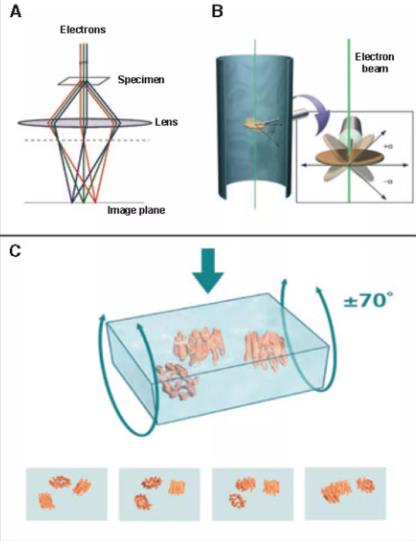 A
Electrons
Specimen
Lens
Image plane
B
Electron
beam
+α
−α
C
±70°